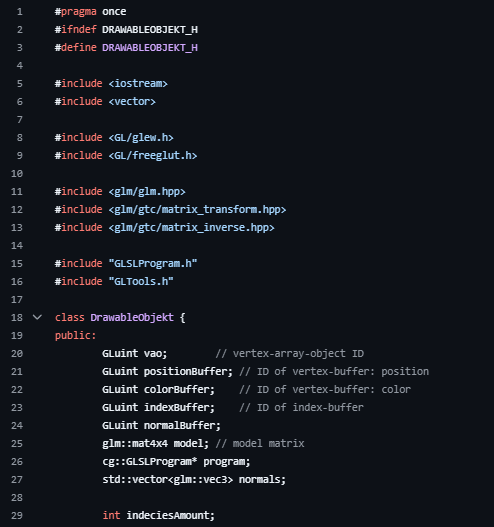 1 #pragma once
2 #ifndef DRAWABLEOBJEKT_H
3 #define DRAWABLEOBJEKT_H
4
5 #include <iostream>
6 #include <vector>
7
8 #include <GL/glew.h>
9 #include <GL/freeglut.h>
10
11 #include <glm/glm.hpp>
12 #include <glm/gtc/matrix_transform.hpp>
13 #include <glm/gtc/matrix_inverse.hpp>
14
15 #include "GLSLProgram.h"
16 #include "GLTools.h"
17
18 class DrawableObjekt {
19 public:
20 GLuint vao; // vertex-array-object ID
21 GLuint positionBuffer; // ID of vertex-buffer: position
22 GLuint colorBuffer; // ID of vertex-buffer: color
23 GLuint indexBuffer; // ID of index-buffer
24 GLuint normalBuffer;
25 glm::mat4x4 model; // model matrix
26 cg::GLSLProgram* program;
27 std::vector<glm::vec3> normals;
28
29 int indeciesAmount;